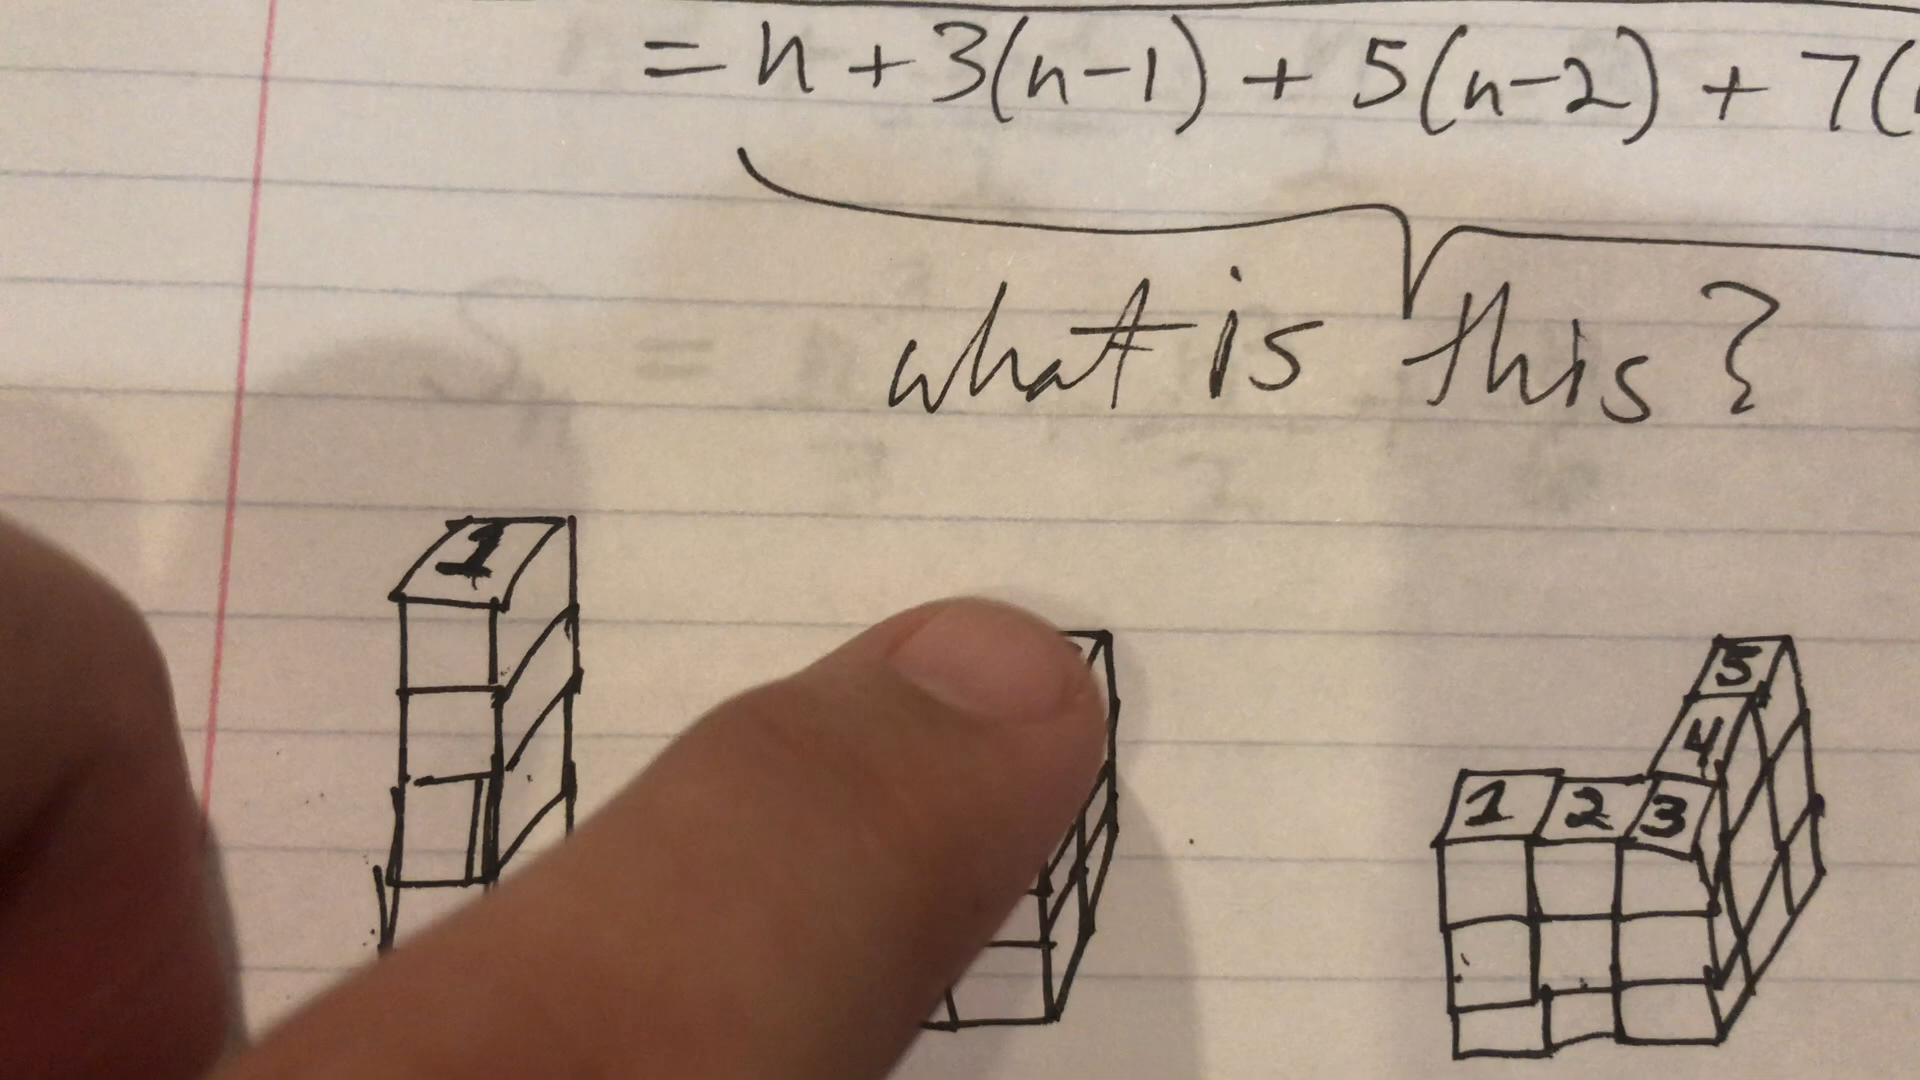 = n + 3(n-1) + 5(n-2) + 7(
what is this?
1
5
4
1 2 3